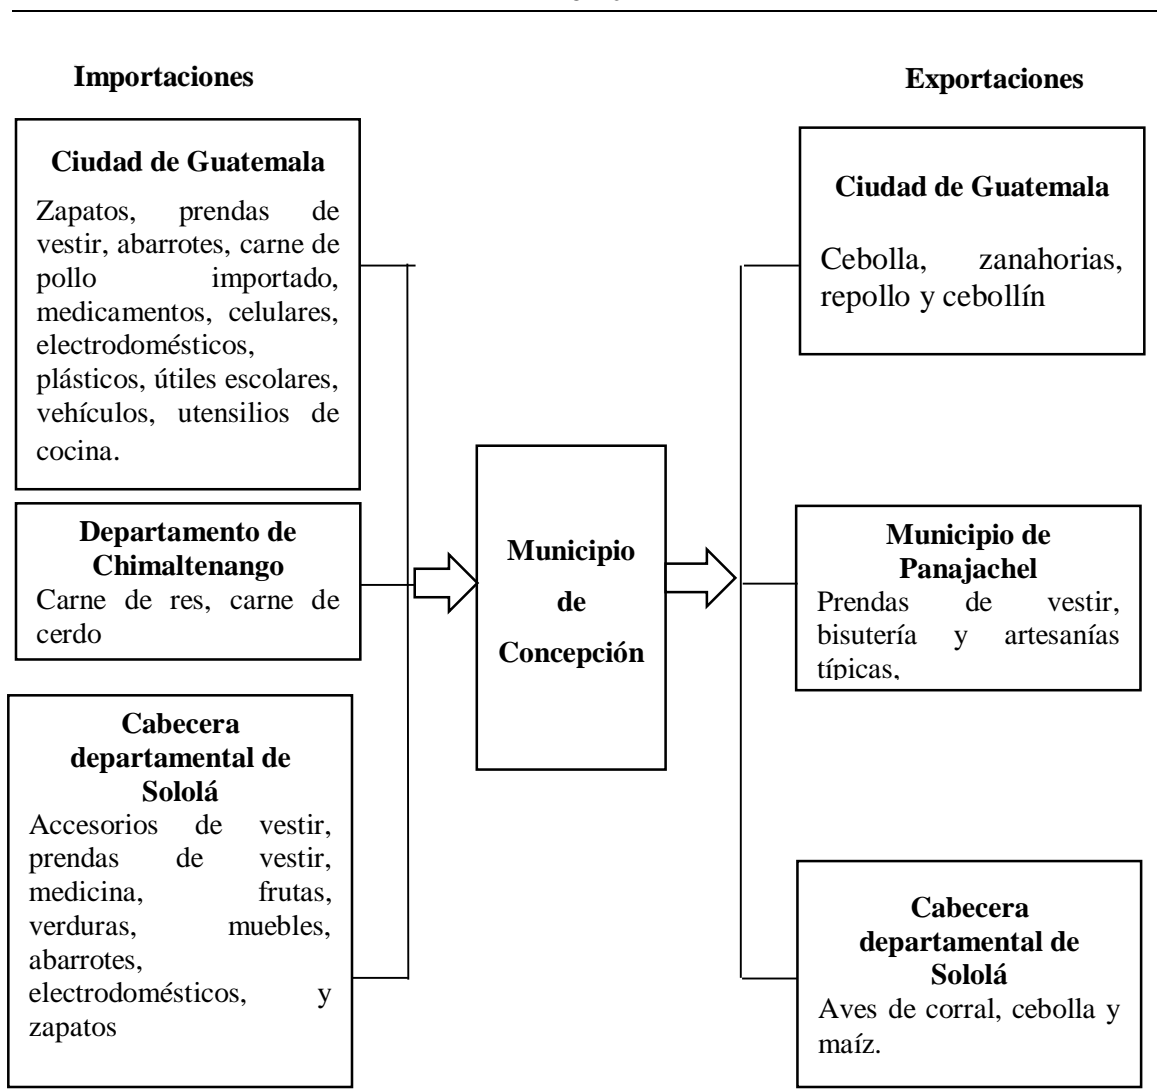 Importaciones
Ciudad de Guatemala
Zapatos, prendas de
vestir, abarrotes, carne de
pollo importado,
medicamentos, celulares,
electrodomésticos,
plásticos, útiles escolares,
vehículos, utensilios de
cocina.
Departamento de
Chimaltenango
Carne de res, carne de
cerdo
Cabecera
departamental de
Sololá
Accesorios de vestir,
prendas de vestir,
medicina, frutas,
verduras, muebles,
abarrotes,
electrodomésticos, y
zapatos
Municipio
de
Concepción
Exportaciones
Ciudad de Guatemala
Cebolla, zanahorias,
repollo y cebollín
Municipio de
Panajachel
Prendas de vestir,
bisutería y artesanías
típicas,
Cabecera
departamental de
Sololá
Aves de corral, cebolla y
maíz.